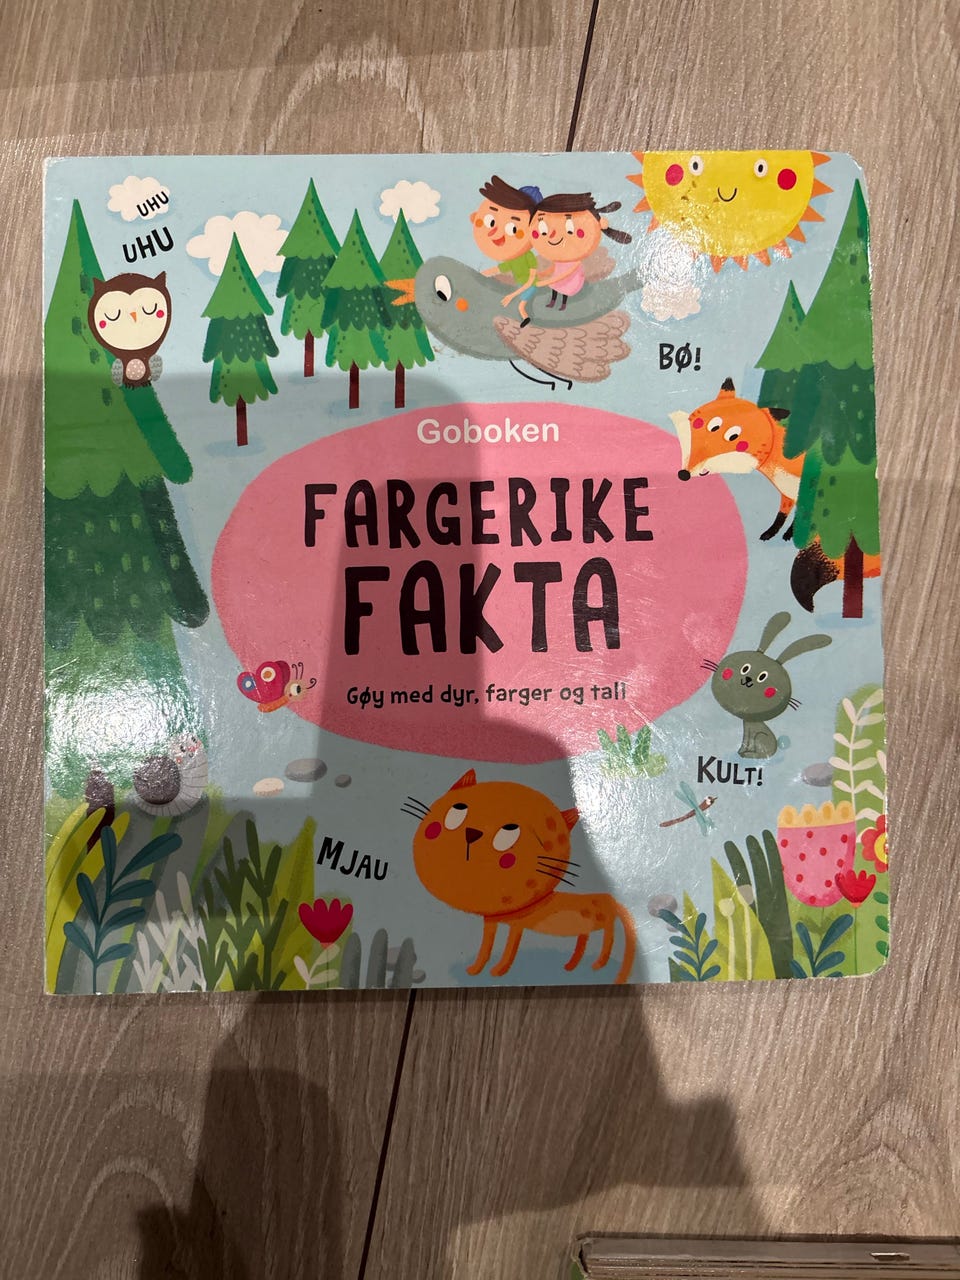 UHU
UHU
BØ!
Goboken
FARGERIKE
FAKTA
Gøy med dyr, farger og tall
KULT!
MJAU